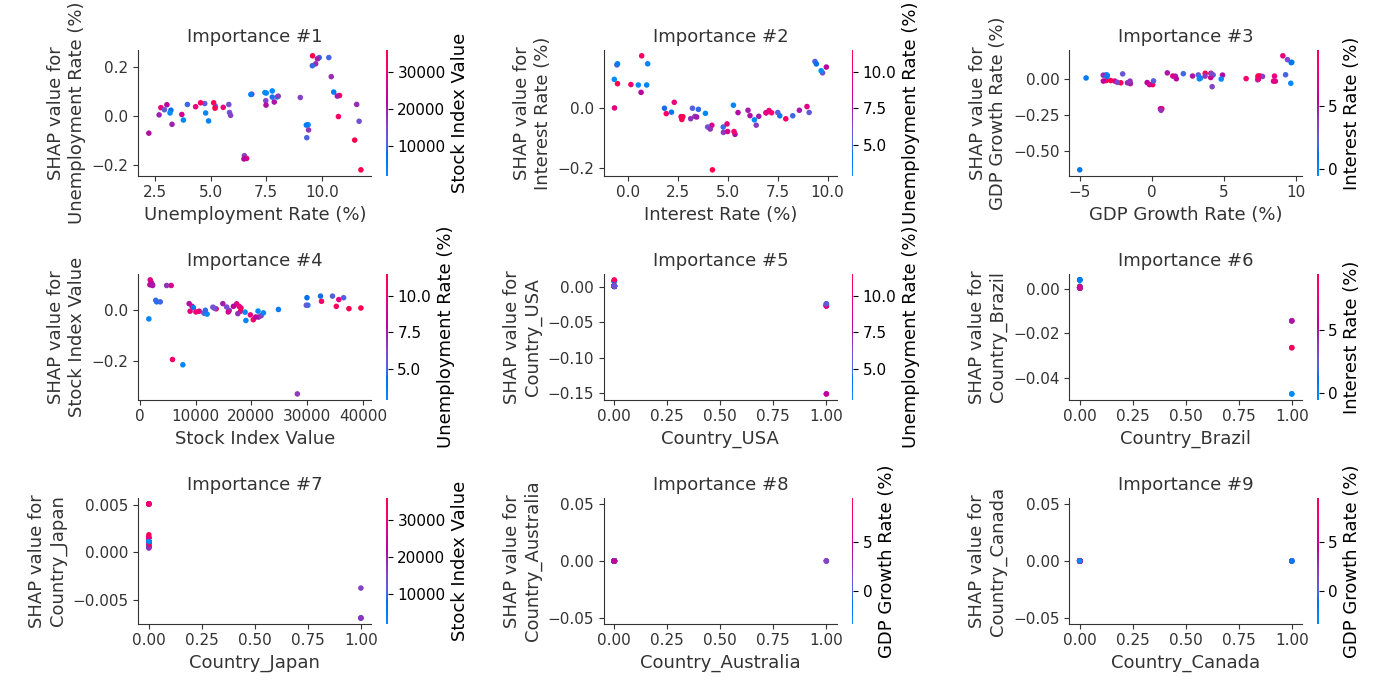 Importance #1
SHAP value for
Unemployment Rate (%)
0.2
0.0
−0.2
2.5 5.0 7.5 10.0
Unemployment Rate (%)
30000
20000
10000
Stock Index Value
Importance #2
SHAP value for
Interest Rate (%)
0.0
−0.2
0.0 2.5 5.0 7.5 10.0
Interest Rate (%)
10.0
7.5
5.0
Unemployment Rate (%)
Importance #3
SHAP value for
GDP Growth Rate (%)
0.00
−0.25
−0.50
−5 0 5 10
GDP Growth Rate (%)
5
0
Interest Rate (%)
Importance #4
SHAP value for
Stock Index Value
0.0
−0.2
0 10000 20000 30000 40000
Stock Index Value
10.0
7.5
5.0
Unemployment Rate (%)
Importance #5
SHAP value for
Country_USA
0.00
−0.05
−0.10
−0.15
0.00 0.25 0.50 0.75 1.00
Country_USA
10.0
7.5
5.0
Unemployment Rate (%)
Importance #6
SHAP value for
Country_Brazil
0.00
−0.02
−0.04
0.00 0.25 0.50 0.75 1.00
Country_Brazil
5
0
Interest Rate (%)
Importance #7
SHAP value for
Country_Japan
0.005
0.000
−0.005
0.00 0.25 0.50 0.75 1.00
Country_Japan
30000
20000
10000
Stock Index Value
Importance #8
SHAP value for
Country_Australia
0.05
0.00
−0.05
0.00 0.25 0.50 0.75 1.00
Country_Australia
5
0
GDP Growth Rate (%)
Importance #9
SHAP value for
Country_Canada
0.05
0.00
−0.05
0.00 0.25 0.50 0.75 1.00
Country_Canada
5
0
GDP Growth Rate (%)